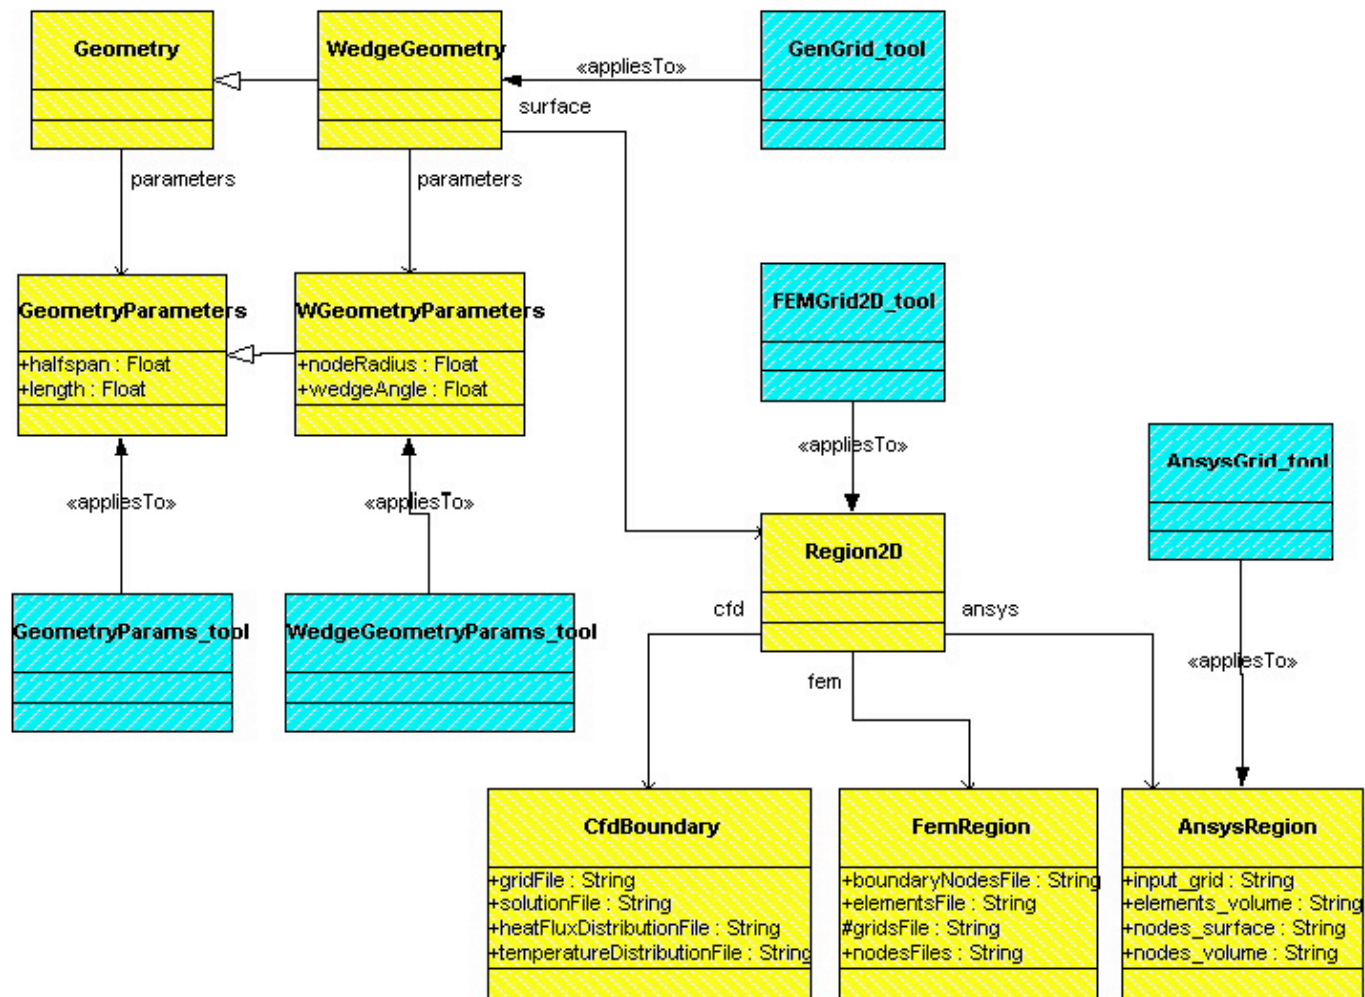 Geometry
WedgeGeometry
GenGrid_tool
«appliesTo»
surface
parameters
parameters
GeometryParameters
+halfspan : Float
+length : Float
WGeometryParameters
+nodeRadius : Float
+wedgeAngle : Float
FEMGrid2D_tool
«appliesTo»
AnsysGrid_tool
«appliesTo»
«appliesTo»
Region2D
GeometryParams_tool
WedgeGeometryParams_tool
cfd
ansys
fem
«appliesTo»
CfdBoundary
+gridFile : String
+solutionFile : String
+heatFluxDistributionFile : String
+temperatureDistributionFile : String
FemRegion
+boundaryNodesFile : String
+elementsFile : String
#gridsFile : String
+nodesFiles : String
AnsysRegion
+input_grid : String
+elements_volume : String
+nodes_surface : String
+nodes_volume : String